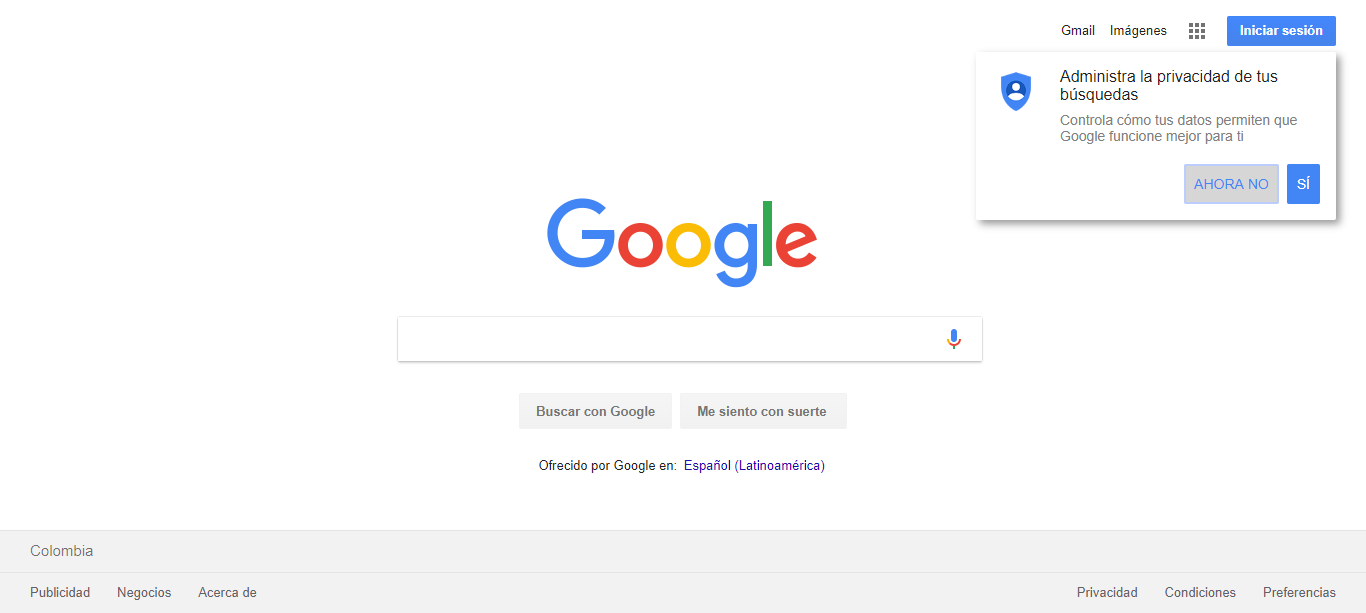 Gmail Imágenes Iniciar sesión
Administra la privacidad de tus
búsquedas
Controla cómo tus datos permiten que
Google funcione mejor para ti
AHORA NO SÍ
Google
Buscar con Google Me siento con suerte
Ofrecido por Google en: Español (Latinoamérica)
Colombia
Publicidad Negocios Acerca de Privacidad Condiciones Preferencias